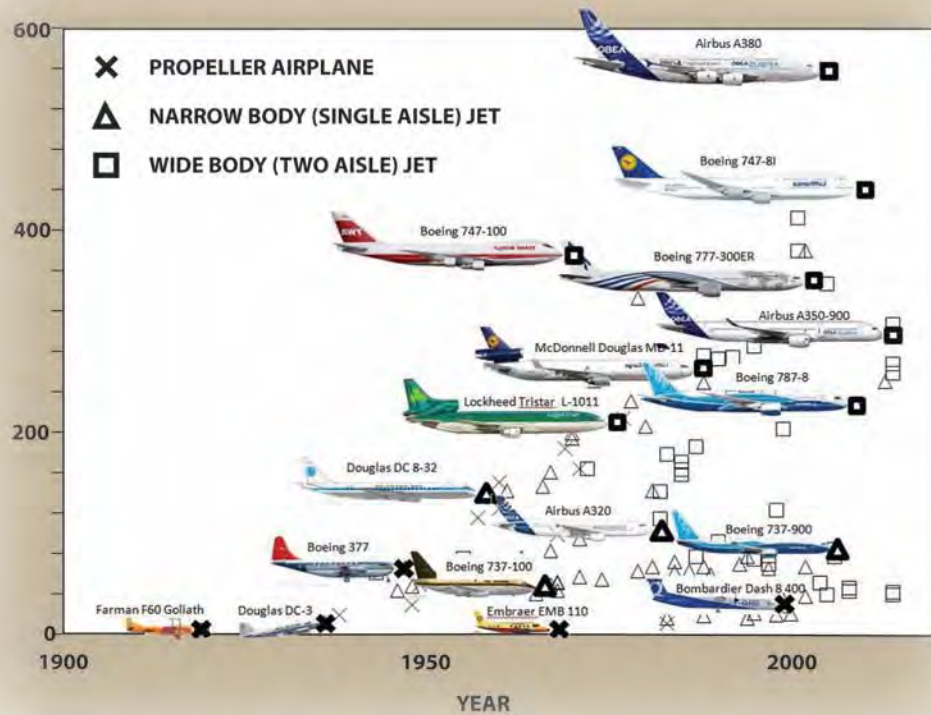 600
Airbus A380
PROPELLER AIRPLANE
NARROW BODY (SINGLE AISLE) JET
WIDE BODY (TWO AISLE) JET
Boeing 747-8I
400
Boeing 747-100
Boeing 777-300ER
Airbus A350-900
McDonnell Douglas MD-11
Boeing 787-8
Lockheed Tristar L-1011
200
Douglas DC 8-32
Airbus A320
Boeing 737-900
Boeing 377
Boeing 737-100
Bombardier Dash 8 400
Farman F60 Goliath
Douglas DC-3
Embraer EMB 110
0
1900
1950
2000
YEAR